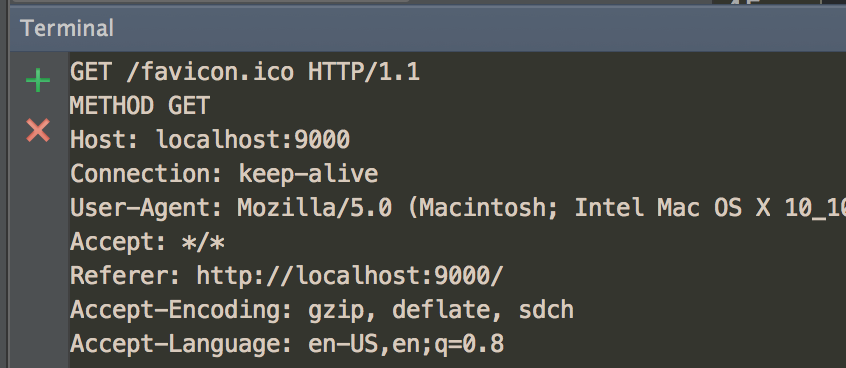 Terminal
GET /favicon.ico HTTP/1.1
METHOD GET
Host: localhost:9000
Connection: keep-alive
User-Agent: Mozilla/5.0 (Macintosh; Intel Mac OS X 10_10
Accept: */*
Referer: http://localhost:9000/
Accept-Encoding: gzip, deflate, sdch
Accept-Language: en-US,en;q=0.8